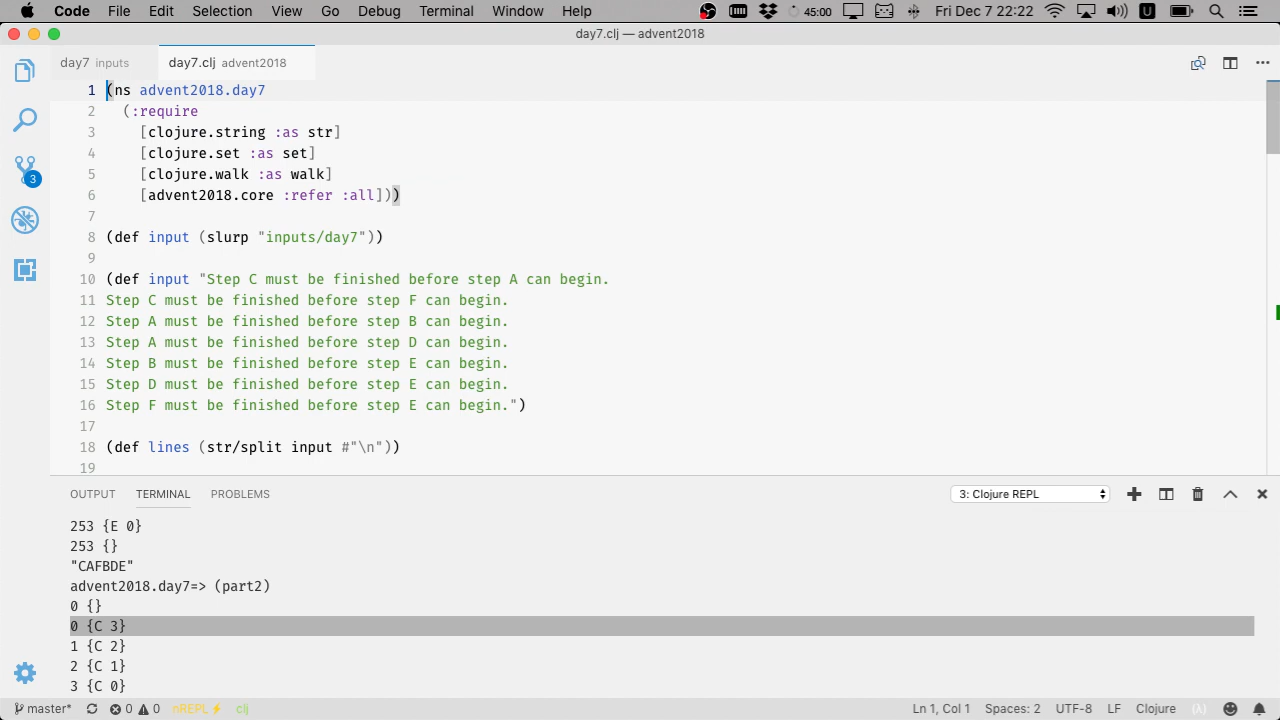 Code File Edit Selection View Go Debug Terminal Window Help 45:00 U Fri Dec 7 22:22
day7.clj — advent2018
day7 inputs day7.clj advent2018
1 (ns advent2018.day7
2 (:require
3 [clojure.string :as str]
4 [clojure.set :as set]
5 [clojure.walk :as walk]
6 [advent2018.core :refer :all]))
7
8 (def input (slurp "inputs/day7"))
9
10 (def input "Step C must be finished before step A can begin.
11 Step C must be finished before step F can begin.
12 Step A must be finished before step B can begin.
13 Step A must be finished before step D can begin.
14 Step B must be finished before step E can begin.
15 Step D must be finished before step E can begin.
16 Step F must be finished before step E can begin.")
17
18 (def lines (str/split input #"\n"))
19
3
OUTPUT TERMINAL PROBLEMS 3: Clojure REPL
253 {E 0}
253 {}
"CAFBDE"
advent2018.day7=> (part2)
0 {}
0 {C 3}
1 {C 2}
2 {C 1}
3 {C 0}
master* 0 0 nREPL⚡ clj Ln 1, Col 1 Spaces: 2 UTF-8 LF Clojure (λ)